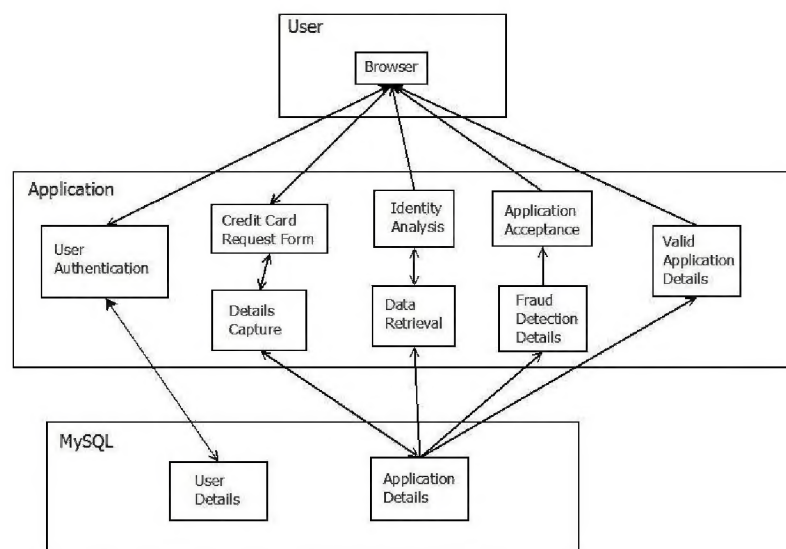 User
Browser
Application
User
Authentication
Credit Card
Request Form
Identity
Analysis
Application
Acceptance
Valid
Application
Details
Details
Capture
Data
Retrieval
Fraud
Detection
Details
MySQL
User
Details
Application
Details